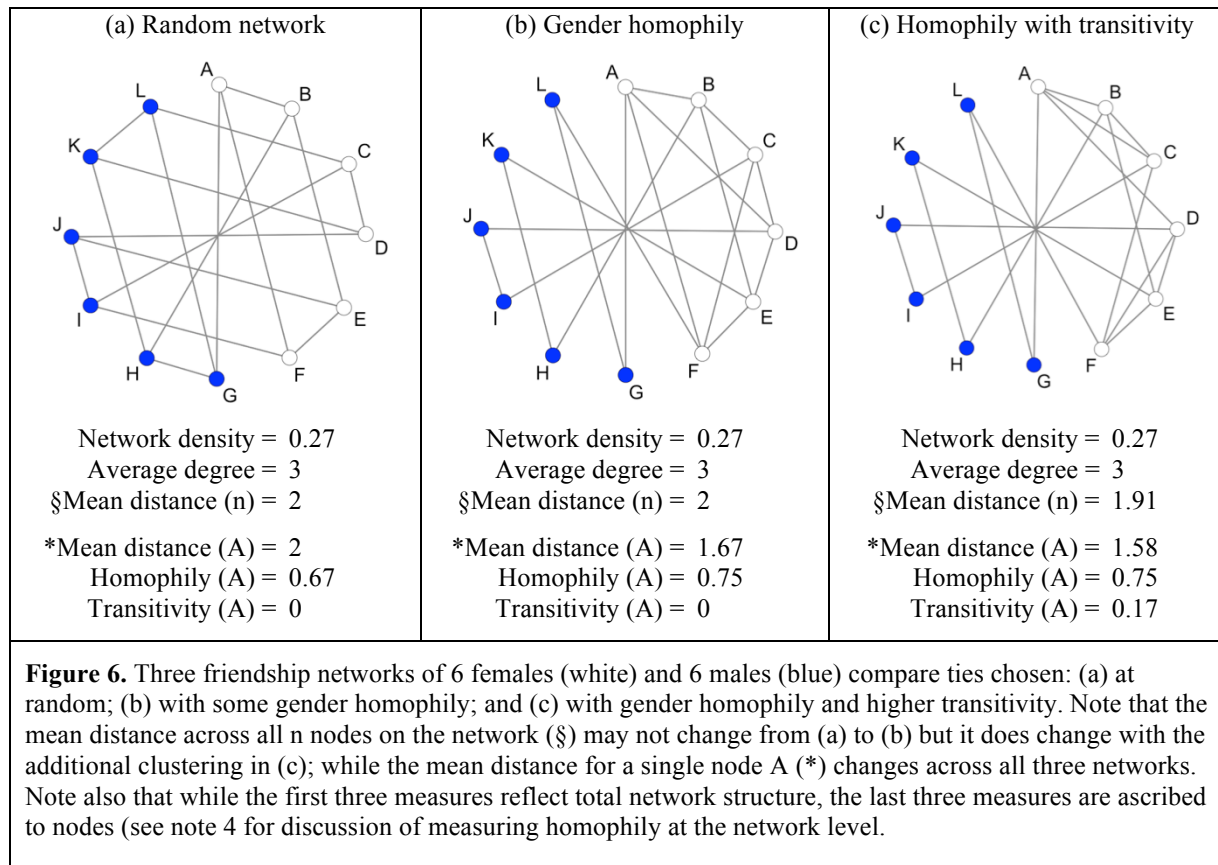 (a) Random network
A
B
L
K
C
D
J
E
I
F
H
G
Network density = 0.27
Average degree = 3
§Mean distance (n) = 2
*Mean distance (A) = 2
Homophily (A) = 0.67
Transitivity (A) = 0
(b) Gender homophily
A
B
L
K
C
D
J
E
I
F
H
G
Network density = 0.27
Average degree = 3
§Mean distance (n) = 2
*Mean distance (A) = 1.67
Homophily (A) = 0.75
Transitivity (A) = 0
(c) Homophily with transitivity
A
B
L
K
C
D
J
E
I
F
H
G
Network density = 0.27
Average degree = 3
§Mean distance (n) = 1.91
*Mean distance (A) = 1.58
Homophily (A) = 0.75
Transitivity (A) = 0.17
Figure 6. Three friendship networks of 6 females (white) and 6 males (blue) compare ties chosen: (a) at
random; (b) with some gender homophily; and (c) with gender homophily and higher transitivity. Note that the
mean distance across all n nodes on the network (§) may not change from (a) to (b) but it does change with the
additional clustering in (c); while the mean distance for a single node A (*) changes across all three networks.
Note also that while the first three measures reflect total network structure, the last three measures are ascribed
to nodes (see note 4 for discussion of measuring homophily at the network level.